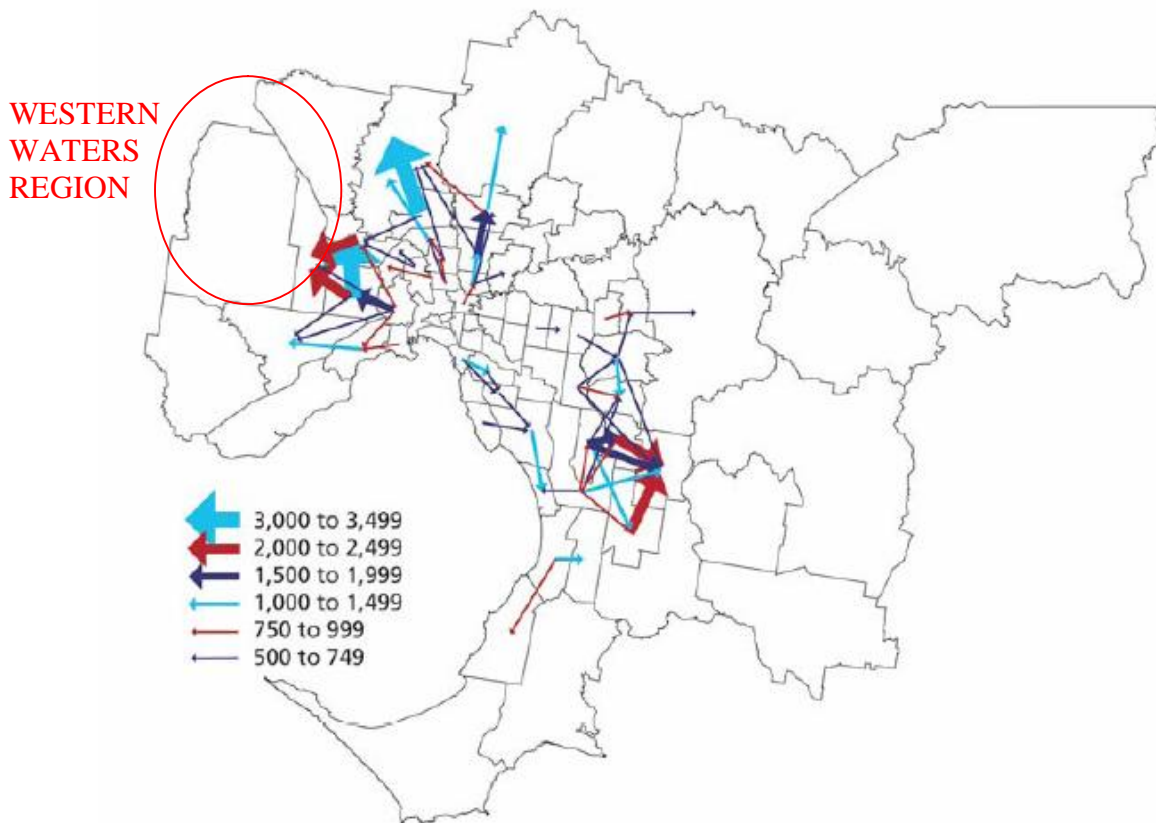 WESTERN
WATERS
REGION
3,000 to 3,499
2,000 to 2,499
1,500 to 1,999
1,000 to 1,499
750 to 999
500 to 749